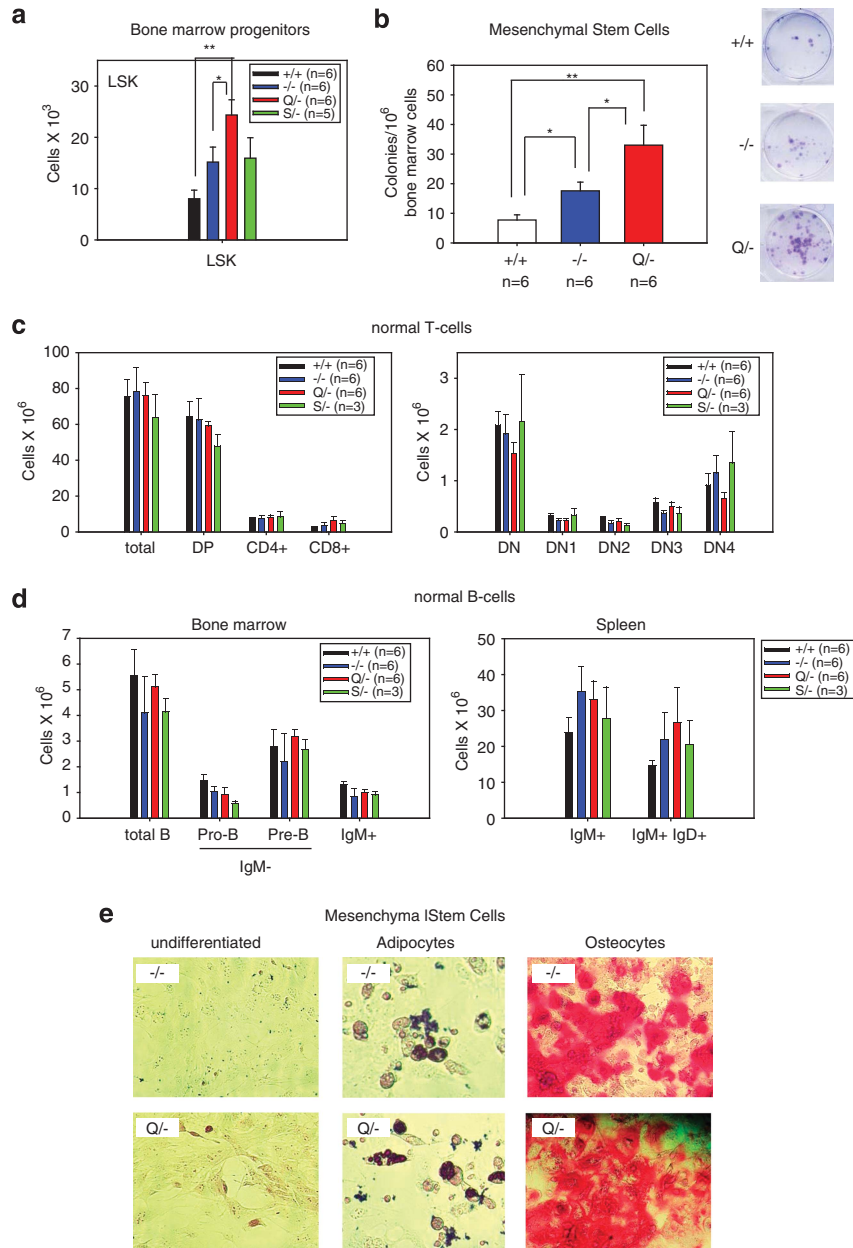 a
Bone marrow progenitors
**
*
LSK
+/+ (n=6)
-/- (n=6)
Q/- (n=6)
S/- (n=5)
Cells X 10³
30
20
10
0
LSK
b
Mesenchymal Stem Cells
Colonies/10⁶
bone marrow cells
60
50
40
30
20
10
0
**
*
*
+/+
-/-
Q/-
n=6
n=6
n=6
+/+
-/-
Q/-
c
normal T-cells
Cells X 10⁶
100
80
60
40
20
0
+/+ (n=6)
-/- (n=6)
Q/- (n=6)
S/- (n=3)
total DP CD4+ CD8+
Cells X 10⁶
3
2
1
0
+/+ (n=6)
-/- (n=6)
Q/- (n=6)
S/- (n=3)
DN DN1 DN2 DN3 DN4
d
normal B-cells
Bone marrow
Cells X 10⁶
7
6
5
4
3
2
1
0
+/+ (n=6)
-/- (n=6)
Q/- (n=6)
S/- (n=3)
total B Pro-B Pre-B IgM+
IgM-
Spleen
Cells X 10⁶
50
40
30
20
10
0
+/+ (n=6)
-/- (n=6)
Q/- (n=6)
S/- (n=3)
IgM+ IgM+ IgD+
e
Mesenchyma lStem Cells
undifferentiated Adipocytes Osteocytes
-/- -/- -/-
Q/- Q/- Q/-